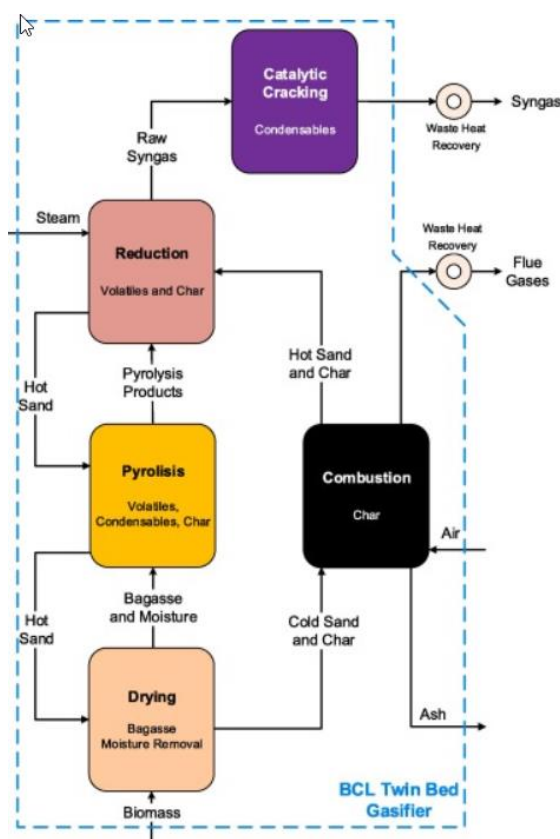 Catalytic
Cracking
Condensables
Syngas
Waste Heat
Recovery
Raw
Syngas
Steam
Reduction
Volatiles and Char
Waste Heat
Recovery
Flue
Gases
Hot Sand
and Char
Pyrolysis
Products
Hot
Sand
Pyrolisis
Volatiles,
Condensables, Char
Combustion
Char
Air
Bagasse
and Moisture
Hot
Sand
Cold Sand
and Char
Drying
Bagasse
Moisture Removal
Ash
BCL Twin Bed
Gasifier
Biomass